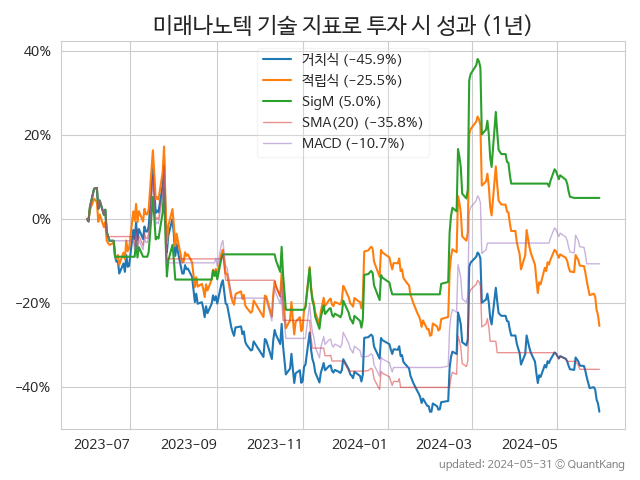 미래나노텍 기술 지표로 투자 시 성과 (1년)
거치식 (−45.9%)
적립식 (−25.5%)
SigM (5.0%)
SMA(20) (−35.8%)
MACD (−10.7%)
40%
20%
0%
−20%
−40%
2023−07 2023−09 2023−11 2024−01 2024−03 2024−05
updated: 2024−05−31 ⓒ QuantKang